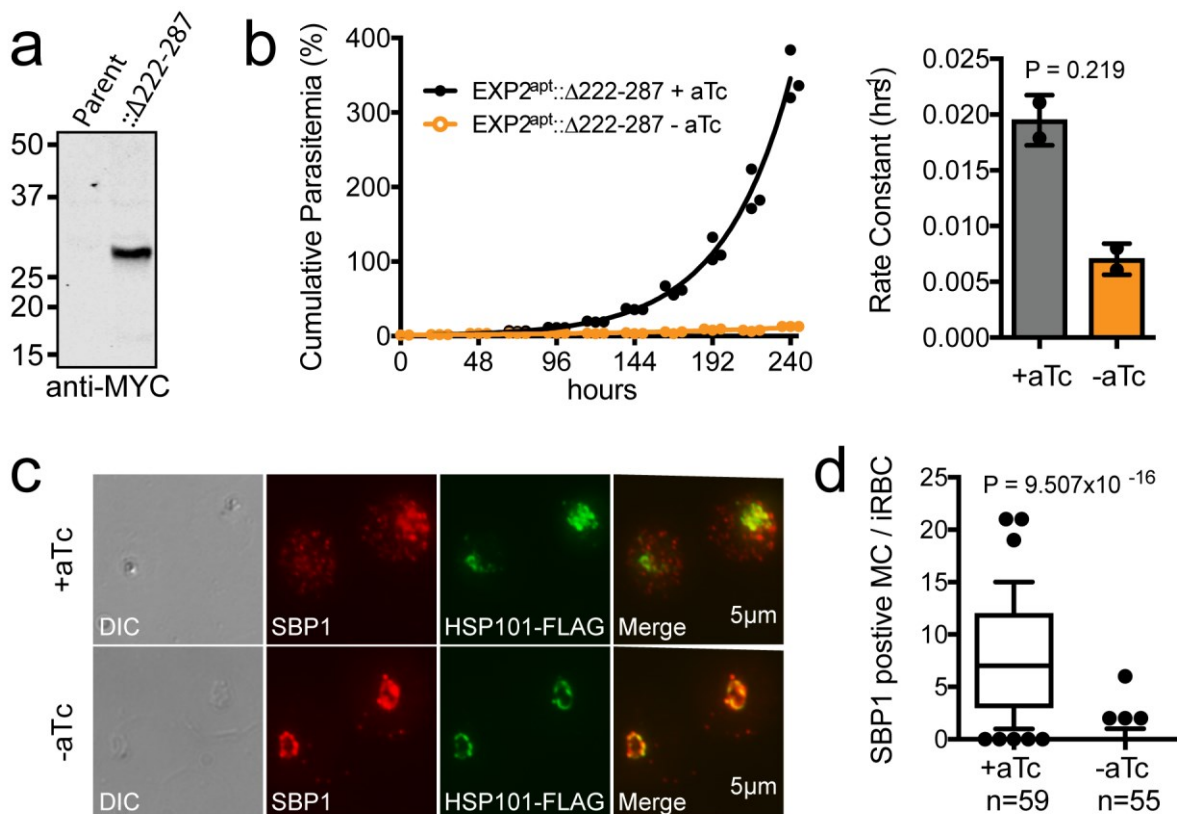 a
Parent
::Δ222-287
50
37
25
20
15
anti-MYC
b
Cumulative Parasitemia (%)
400
300
200
100
0
EXP2apt::Δ222-287 + aTc
EXP2apt::Δ222-287 - aTc
0 48 96 144 192 240
hours
Rate Constant (hrs-1)
P = 0.219
0.025
0.020
0.015
0.010
0.005
0.000
+aTc -aTc
c
+aTc
DIC SBP1 HSP101-FLAG Merge 5µm
-aTc
DIC SBP1 HSP101-FLAG Merge 5µm
d
SBP1 postive MC / iRBC
P = 9.507x10 -16
25
20
15
10
5
0
+aTc -aTc
n=59 n=55